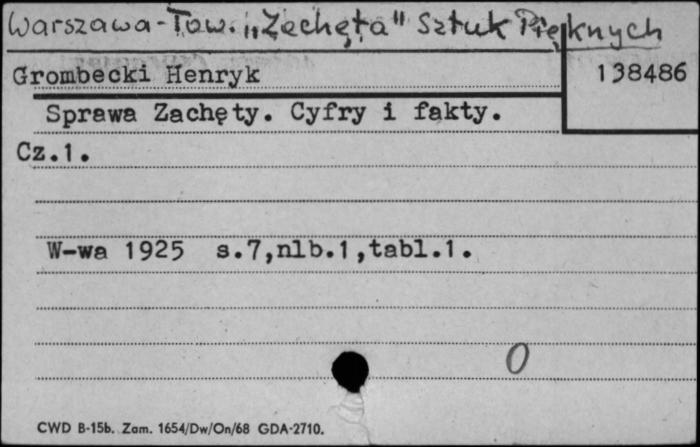 Warszawa-Tow. „Zachęta" Sztuk Pięknych
Grombecki Henryk
138486
Sprawa Zachęty. Cyfry i fakty.
Cz.1.
W-wa 1925 s.7,nlb.1,tabl.1.
0
CWD B-15b. Zam. 1654/Dw/On/68 GDA-2710.